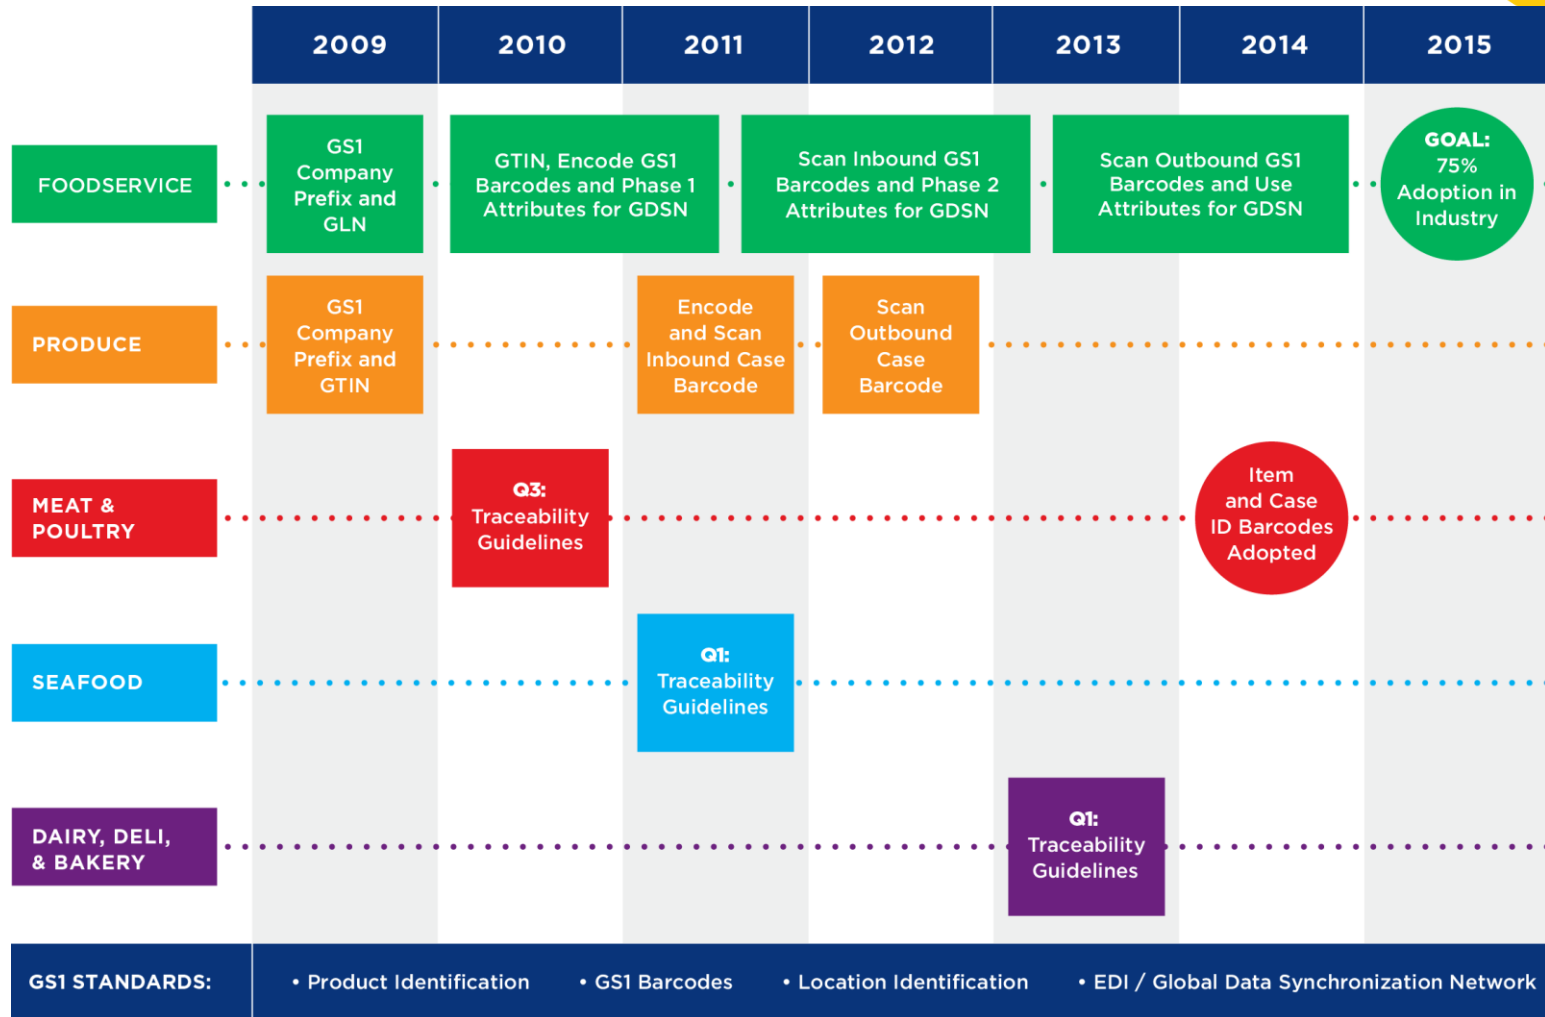 2009 2010 2011 2012 2013 2014 2015
FOODSERVICE
GS1
Company
Prefix and
GLN
GTIN, Encode GS1
Barcodes and Phase 1
Attributes for GDSN
Scan Inbound GS1
Barcodes and Phase 2
Attributes for GDSN
Scan Outbound GS1
Barcodes and Use
Attributes for GDSN
GOAL:
75%
Adoption in
Industry
PRODUCE
GS1
Company
Prefix and
GTIN
Encode
and Scan
Inbound Case
Barcode
Scan
Outbound
Case
Barcode
MEAT &
POULTRY
Q3:
Traceability
Guidelines
Item
and Case
ID Barcodes
Adopted
SEAFOOD
Q1:
Traceability
Guidelines
DAIRY, DELI,
& BAKERY
Q1:
Traceability
Guidelines
GS1 STANDARDS: • Product Identification • GS1 Barcodes • Location Identification • EDI / Global Data Synchronization Network